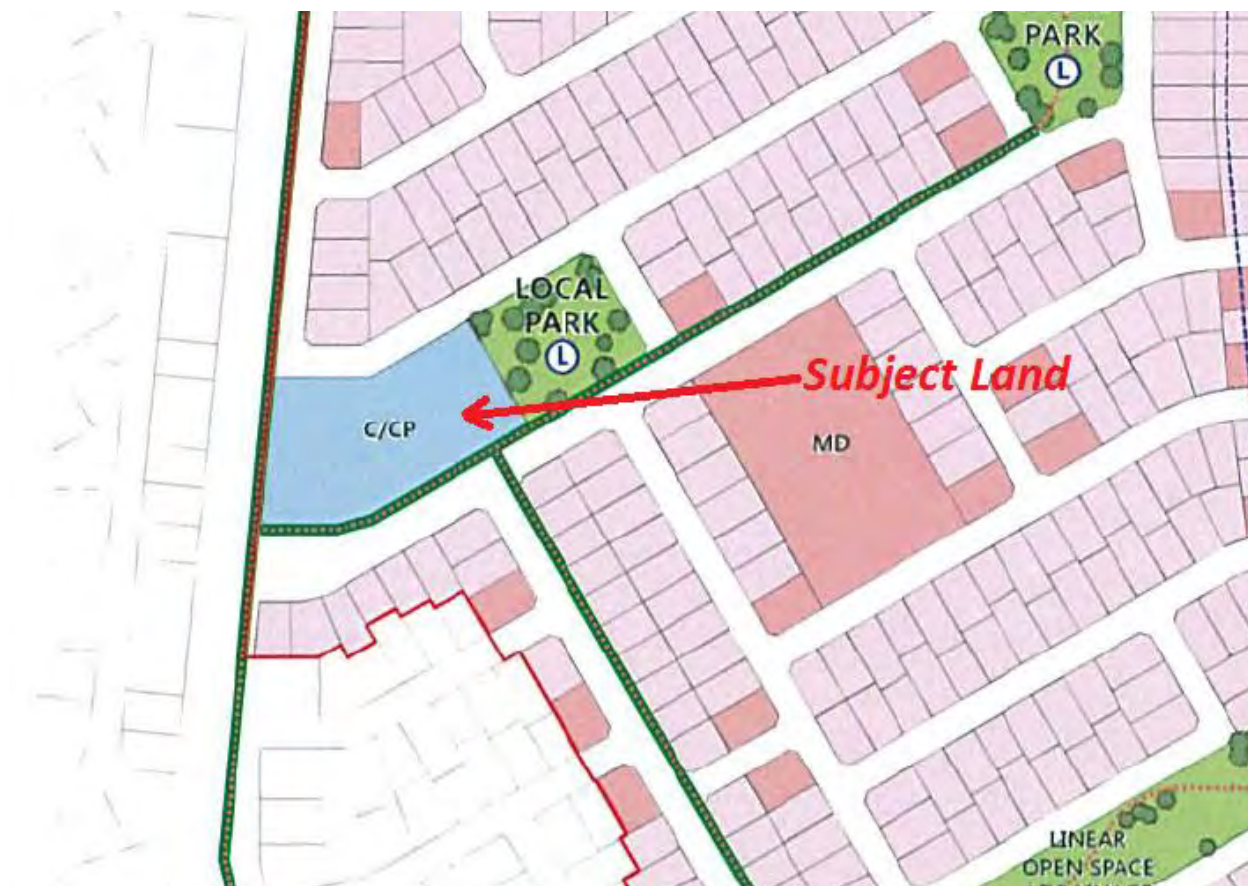 PARK
L
LOCAL
PARK
L
Subject Land
C/CP
MD
LINEAR
OPEN SPACE